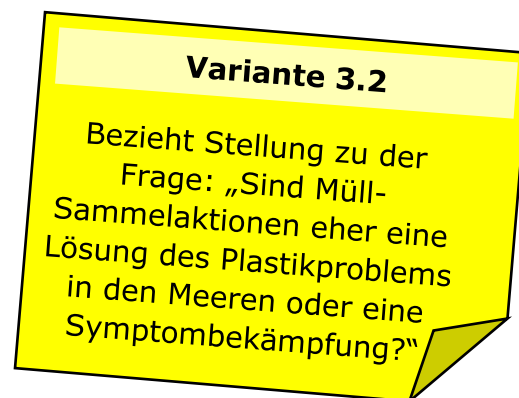 Variante 3.2
Bezieht Stellung zu der
Frage: „Sind Müll-
Sammelaktionen eher eine
Lösung des Plastikproblems
in den Meeren oder eine
Symptombekämpfung?“